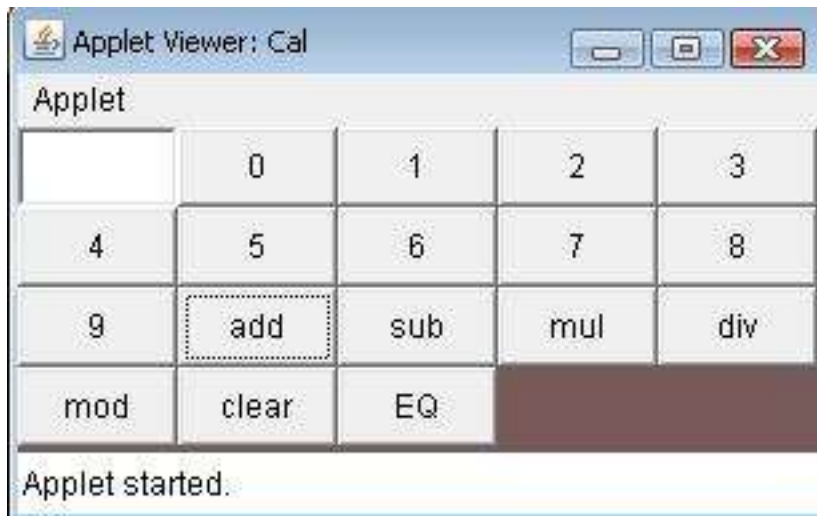 Applet Viewer: Cal
Applet
0 1 2 3
4 5 6 7 8
9 add sub mul div
mod clear EQ
Applet started.